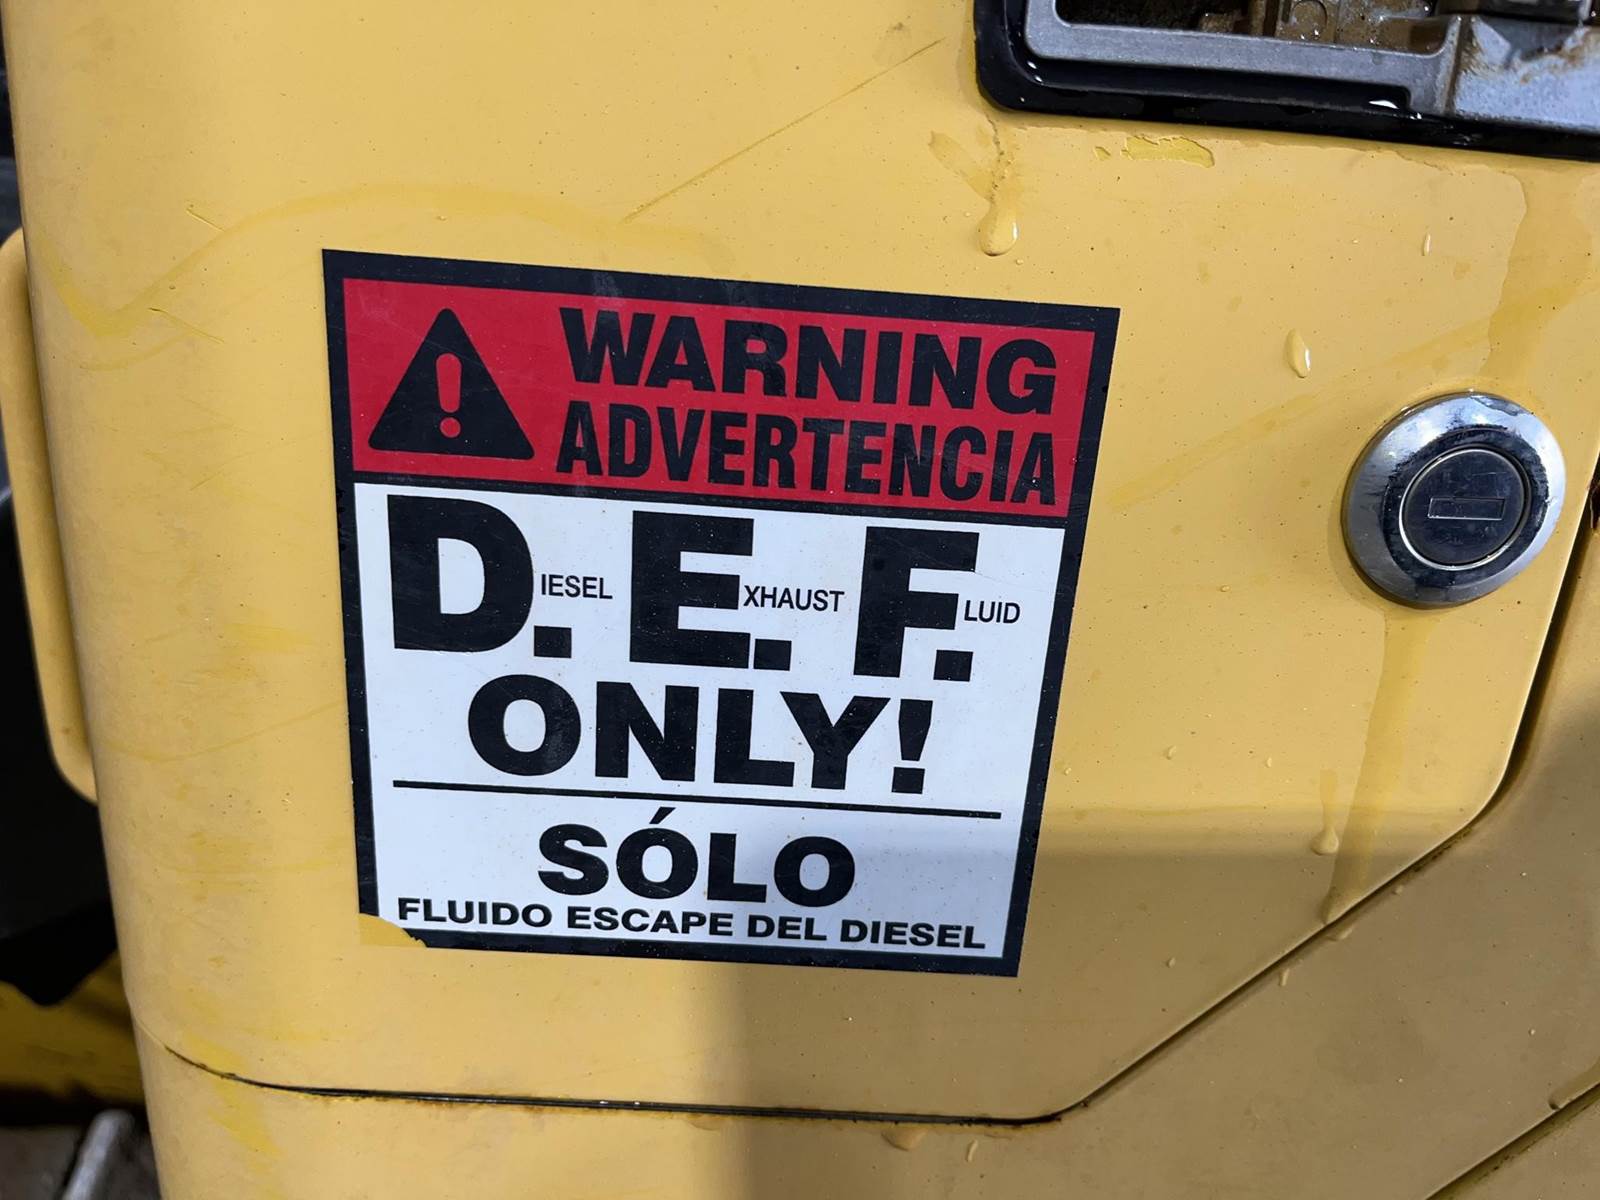 WARNING
ADVERTENCIA
D.IESEL E.XHAUST F.LUID
ONLY!
SÓLO
FLUIDO ESCAPE DEL DIESEL